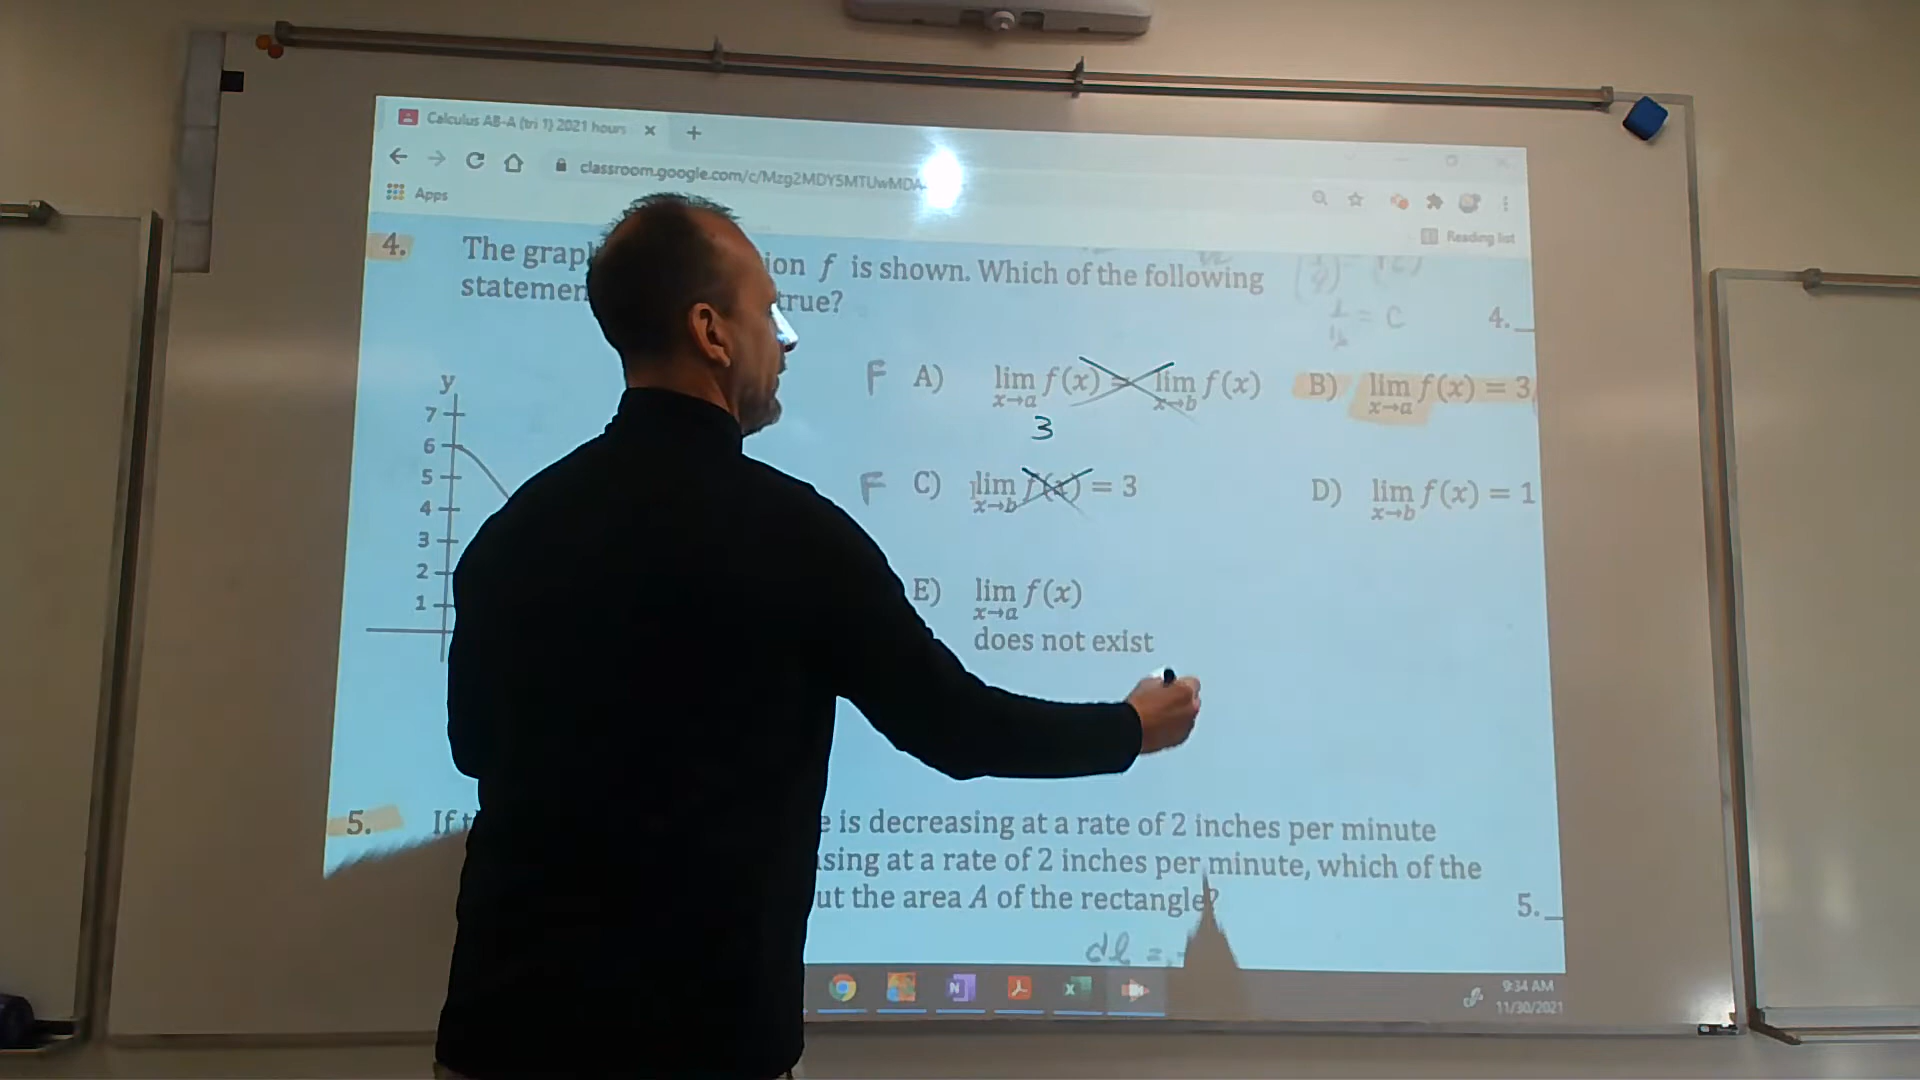 Calculus AB-A (tri 1) 2021 hours × +
classroom.google.com/c/Mzg2MDY5MTUwMDA
Apps
Reading list
4. The grap ion f is shown. Which of the following
statemen true?
= C
4.__
F A) lim x→a f(x) = lim x→b f(x)
3
B) lim x→a f(x) = 3
F C) lim x→b f(x) = 3
D) lim x→b f(x) = 1
E) lim x→a f(x)
does not exist
y
7
6
5
4
3
2
1
5. If t e is decreasing at a rate of 2 inches per minute
sing at a rate of 2 inches per minute, which of the
ut the area A of the rectangle?
5.__
dl =
9:34 AM
11/30/2021